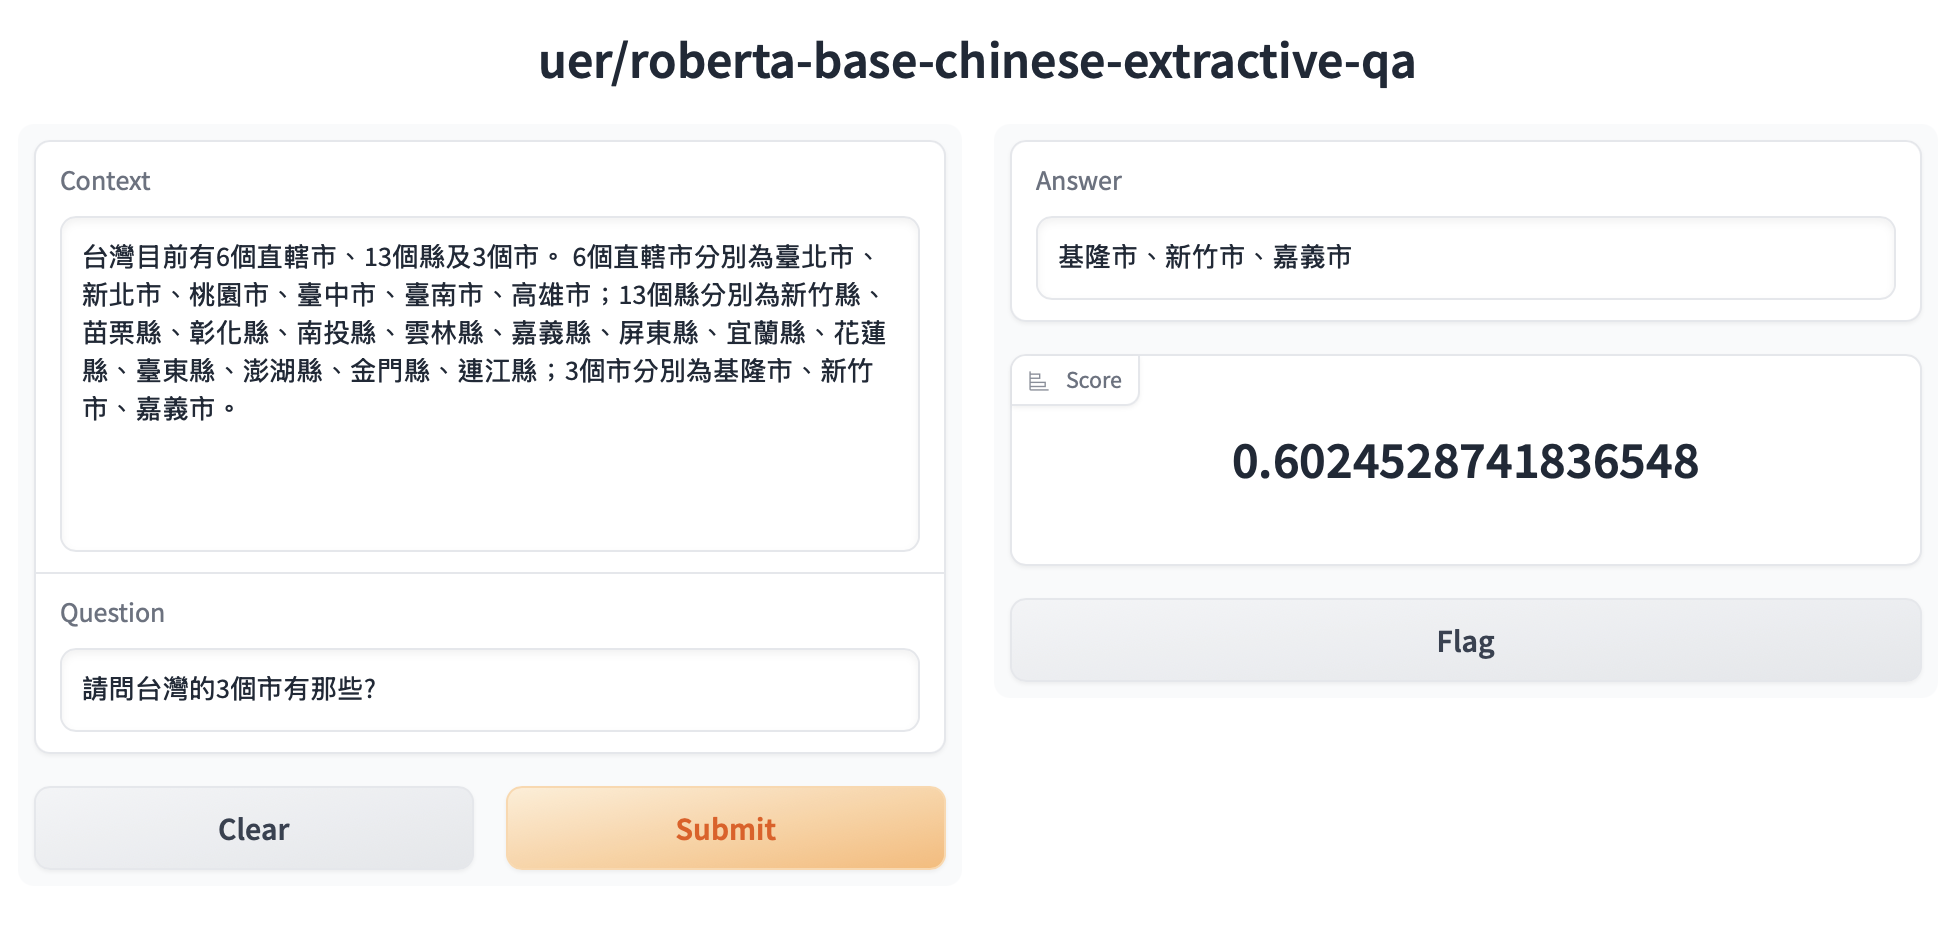 uer/roberta-base-chinese-extractive-qa
Context
台灣目前有6個直轄市、13個縣及3個市。 6個直轄市分別為臺北市、
新北市、桃園市、臺中市、臺南市、高雄市；13個縣分別為新竹縣、
苗栗縣、彰化縣、南投縣、雲林縣、嘉義縣、屏東縣、宜蘭縣、花蓮
縣、臺東縣、澎湖縣、金門縣、連江縣；3個市分別為基隆市、新竹
市、嘉義市。
Question
請問台灣的3個市有那些?
Clear
Submit
Answer
基隆市、新竹市、嘉義市
Score
0.6024528741836548
Flag